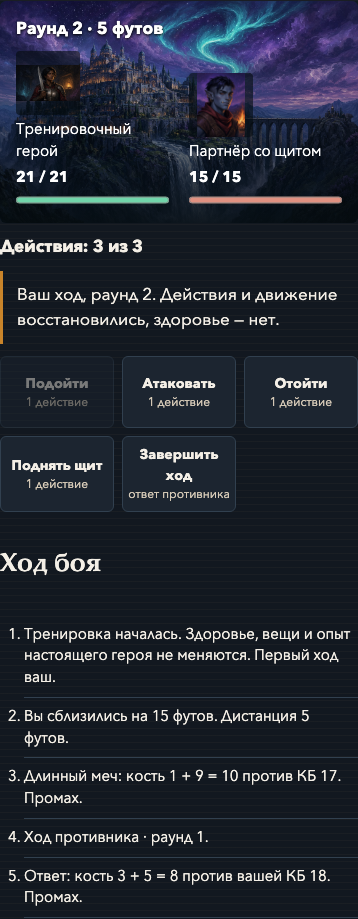 Раунд 2 · 5 футов
Тренировочный
герой
21 / 21
Партнёр со щитом
15 / 15
Действия: 3 из 3
Ваш ход, раунд 2. Действия и движение
восстановились, здоровье — нет.
Подойти
1 действие
Атаковать
1 действие
Отойти
1 действие
Поднять щит
1 действие
Завершить
ход
ответ противника
Ход боя
1. Тренировка началась. Здоровье, вещи и опыт
настоящего героя не меняются. Первый ход
ваш.
2. Вы сблизились на 15 футов. Дистанция 5
футов.
3. Длинный меч: кость 1 + 9 = 10 против КБ 17.
Промах.
4. Ход противника · раунд 1.
5. Ответ: кость 3 + 5 = 8 против вашей КБ 18.
Промах.